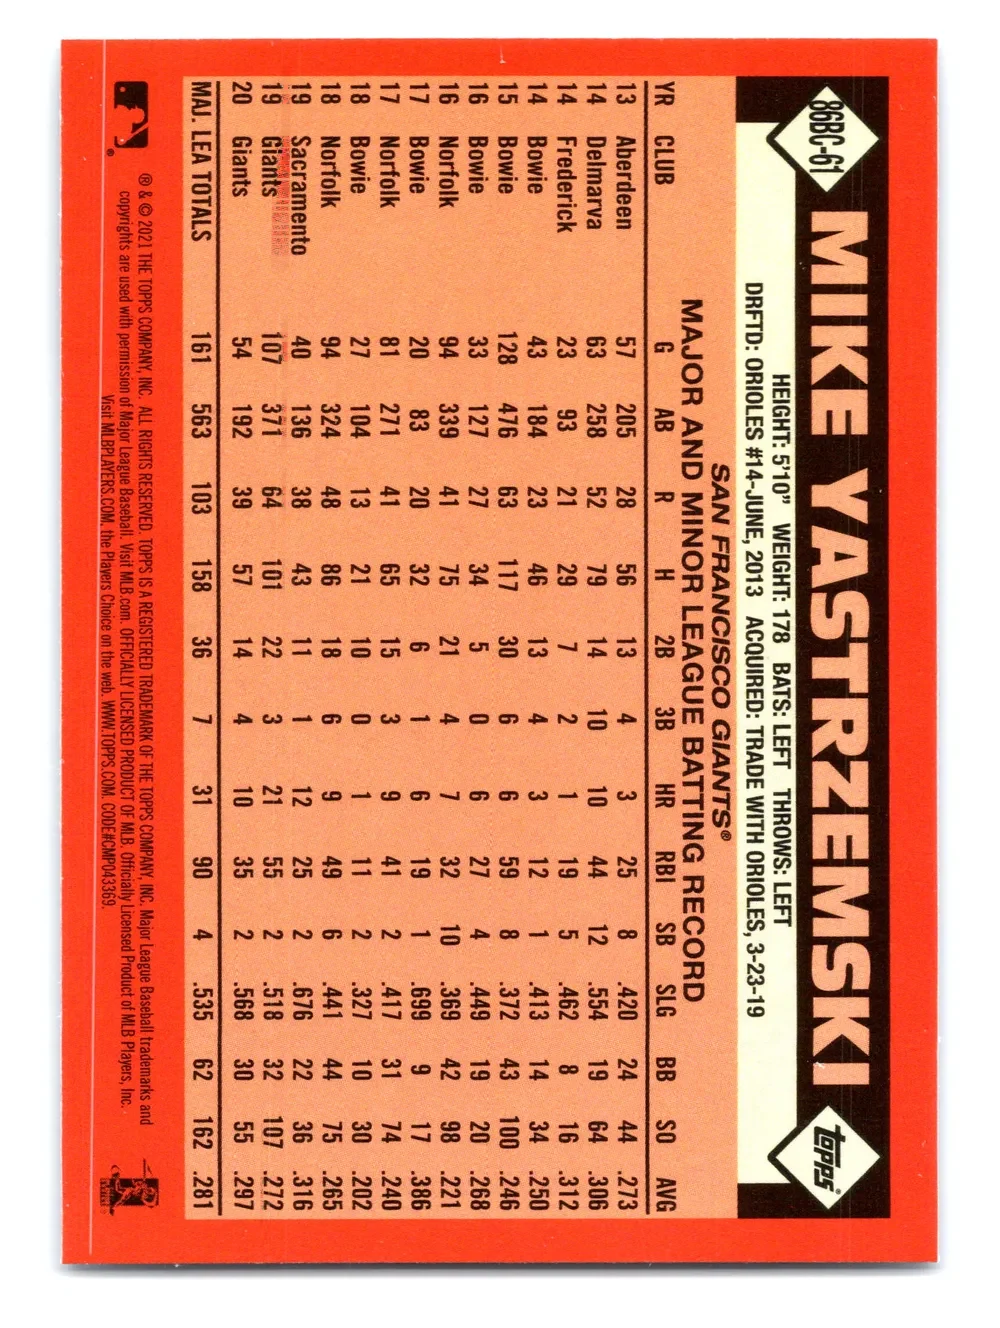 86BC-61
MIKE YASTRZEMSKI
topps®
HEIGHT: 5'10" WEIGHT: 178 BATS: LEFT THROWS: LEFT
DRFTD: ORIOLES #14-JUNE, 2013 ACQUIRED: TRADE WITH ORIOLES, 3-23-19
SAN FRANCISCO GIANTS®
MAJOR AND MINOR LEAGUE BATTING RECORD
YR CLUB G AB R H 2B 3B HR RBI SB SLG BB SO AVG
13 Aberdeen 57 205 28 56 13 4 3 25 8 .420 24 44 .273
14 Delmarva 63 258 52 79 14 10 10 44 12 .554 19 64 .306
14 Frederick 23 93 21 29 7 2 1 19 5 .462 8 16 .312
14 Bowie 43 184 23 46 13 4 3 12 1 .413 14 34 .250
15 Bowie 128 476 63 117 30 6 6 59 8 .372 43 100 .246
16 Bowie 33 127 27 34 5 0 6 27 4 .449 19 20 .268
16 Norfolk 94 339 41 75 21 4 7 32 10 .369 42 98 .221
17 Bowie 20 83 20 32 6 1 6 19 1 .699 9 17 .386
17 Norfolk 81 271 41 65 15 3 9 41 2 .417 31 74 .240
18 Bowie 27 104 13 21 10 0 1 11 2 .327 10 30 .202
18 Norfolk 94 324 48 86 18 6 9 49 6 .441 44 75 .265
19 Sacramento 40 136 38 43 11 1 12 25 2 .676 22 36 .316
19 Giants 107 371 64 101 22 3 21 55 2 .518 32 107 .272
20 Giants 54 192 39 57 14 4 10 35 2 .568 30 55 .297
MAJ. LEA TOTALS 161 563 103 158 36 7 31 90 4 .535 62 162 .281
® & © 2021 THE TOPPS COMPANY, INC. ALL RIGHTS RESERVED. TOPPS IS A REGISTERED TRADEMARK OF THE TOPPS COMPANY, INC. Major League Baseball trademarks and
copyrights are used with permission of Major League Baseball. Visit MLB.com. OFFICIALLY LICENSED PRODUCT OF MLB. Officially Licensed Product of MLB Players, Inc.
Visit MLBPLAYERS.COM, the Players Choice on the web. WWW.TOPPS.COM. CODE#CMP043369.